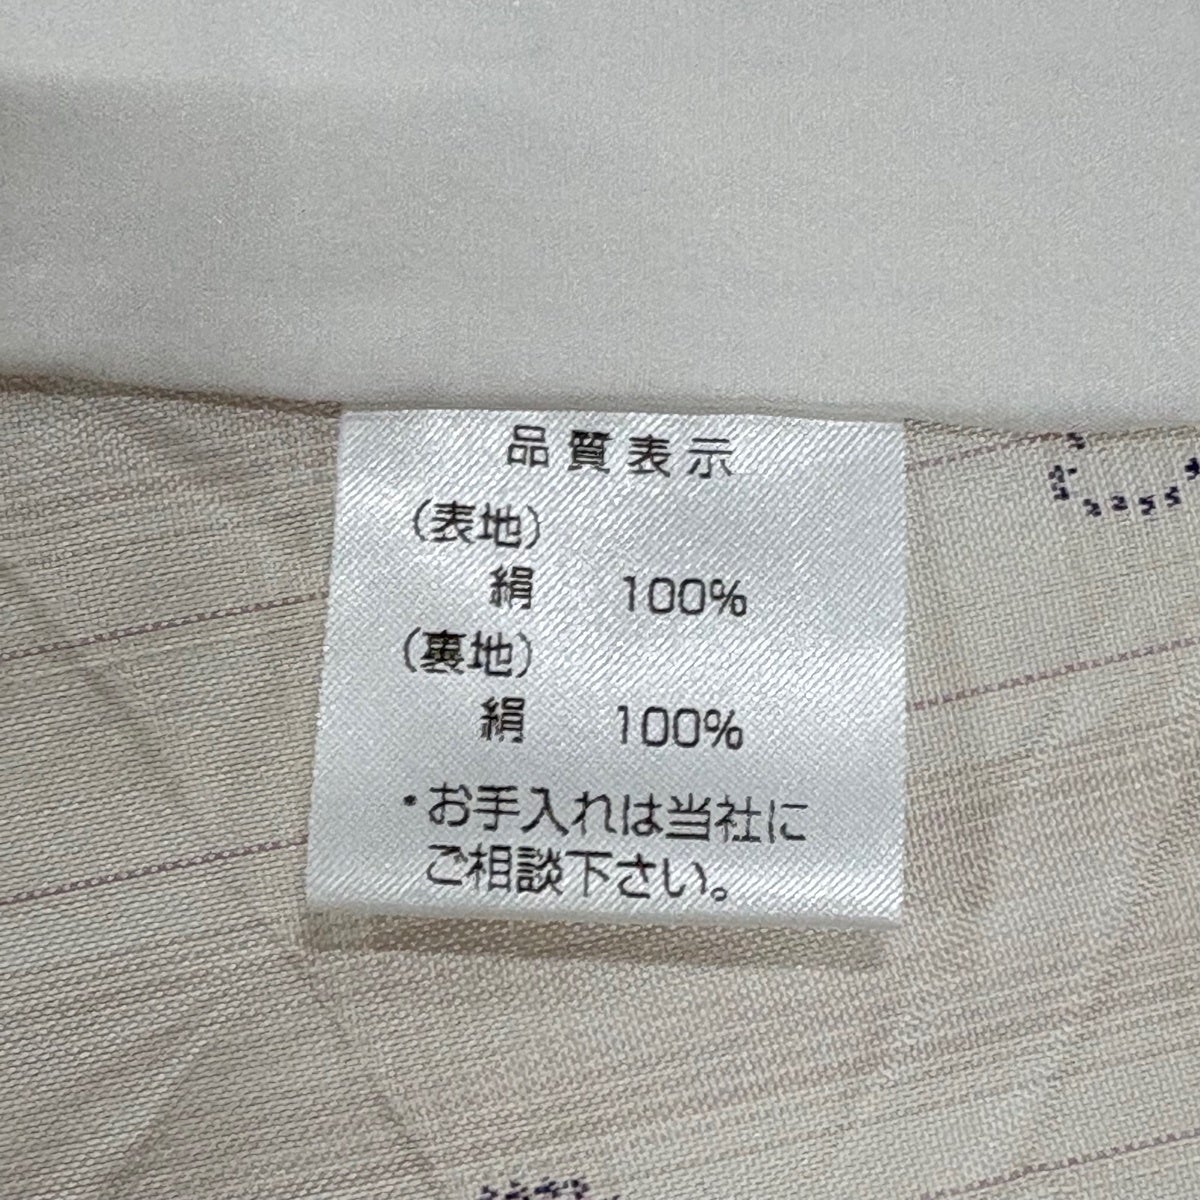 品質表示
(表地)
絹 100%
(裏地)
絹 100%
・お手入れは当社に
ご相談下さい。